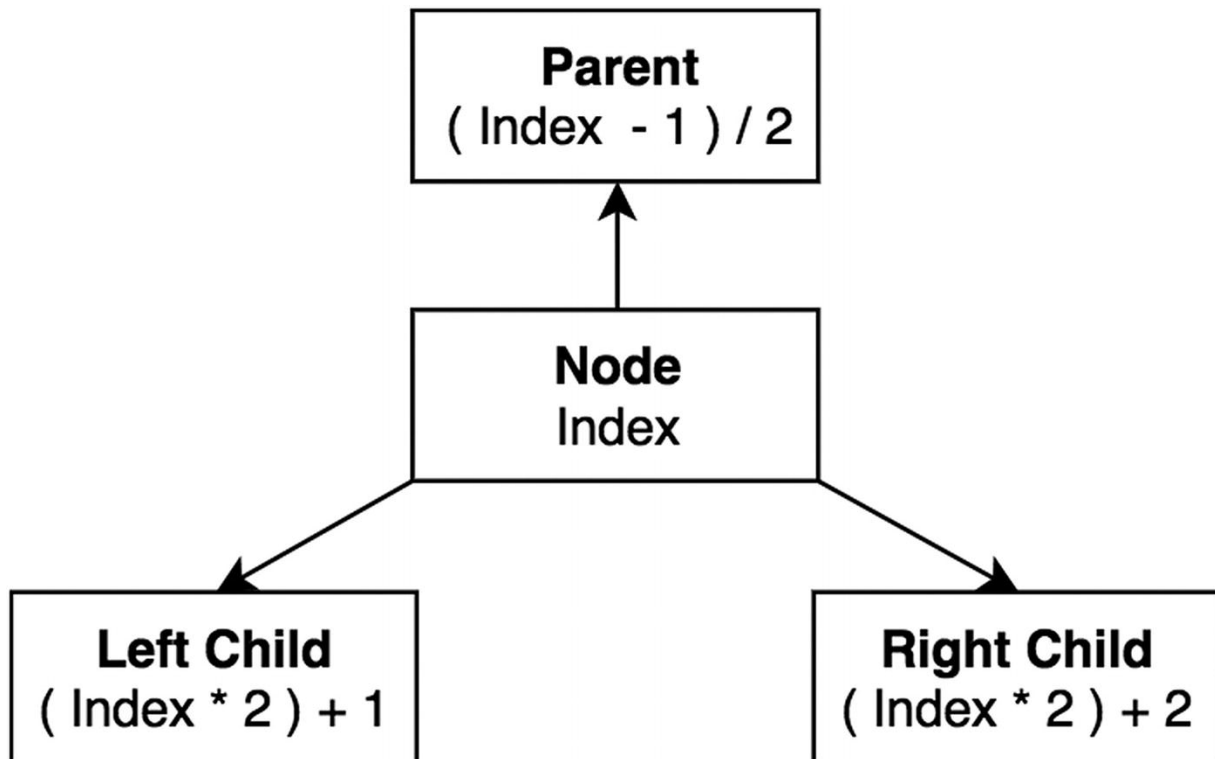 Parent
( Index - 1 ) / 2
Node
Index
Left Child
( Index * 2 ) + 1
Right Child
( Index * 2 ) + 2